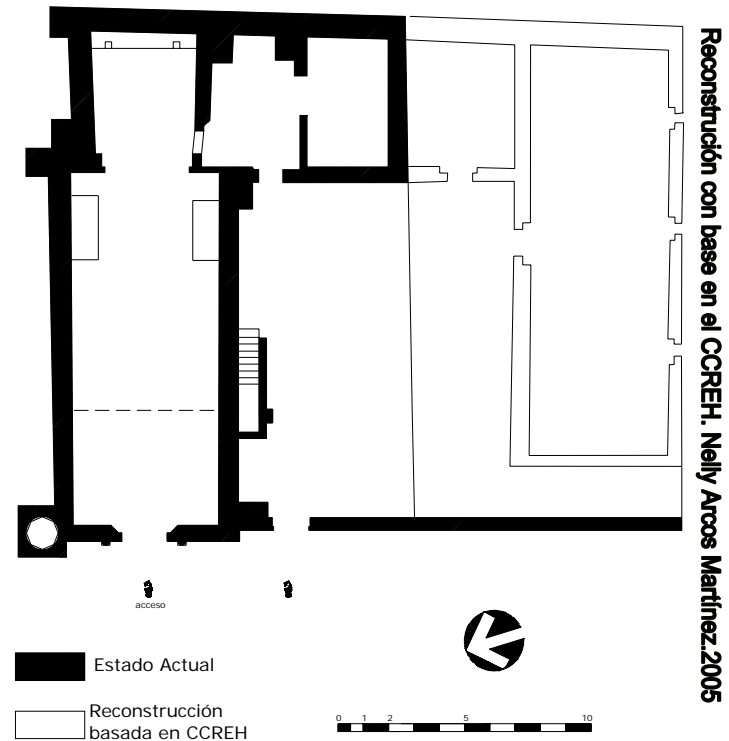 Reconstrución con base en el CCREH. Nelly Arcos Martínez.2005
acceso
Estado Actual
Reconstrucción
basada en CCREH
0 1 2 5 10